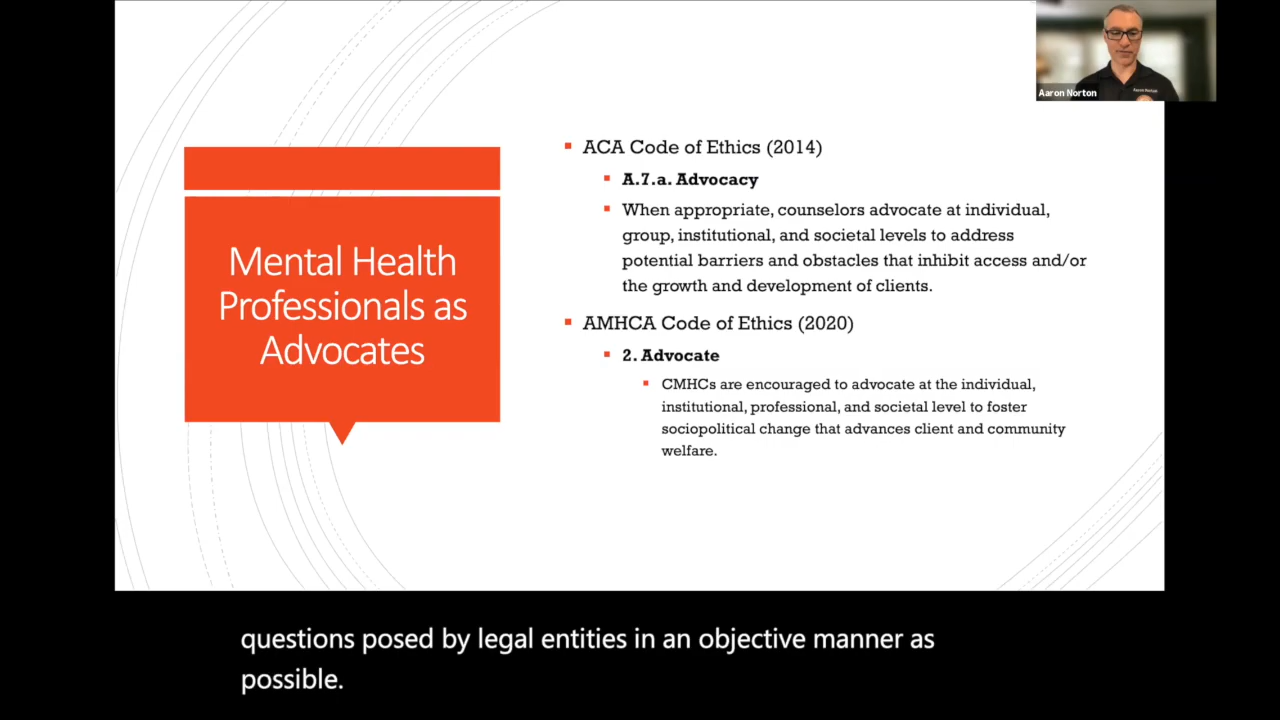 Aaron Norton
Mental Health
Professionals as
Advocates
ACA Code of Ethics (2014)
A.7.a. Advocacy
When appropriate, counselors advocate at individual,
group, institutional, and societal levels to address
potential barriers and obstacles that inhibit access and/or
the growth and development of clients.
AMHCA Code of Ethics (2020)
2. Advocate
CMHCs are encouraged to advocate at the individual,
institutional, professional, and societal level to foster
sociopolitical change that advances client and community
welfare.
questions posed by legal entities in an objective manner as
possible.